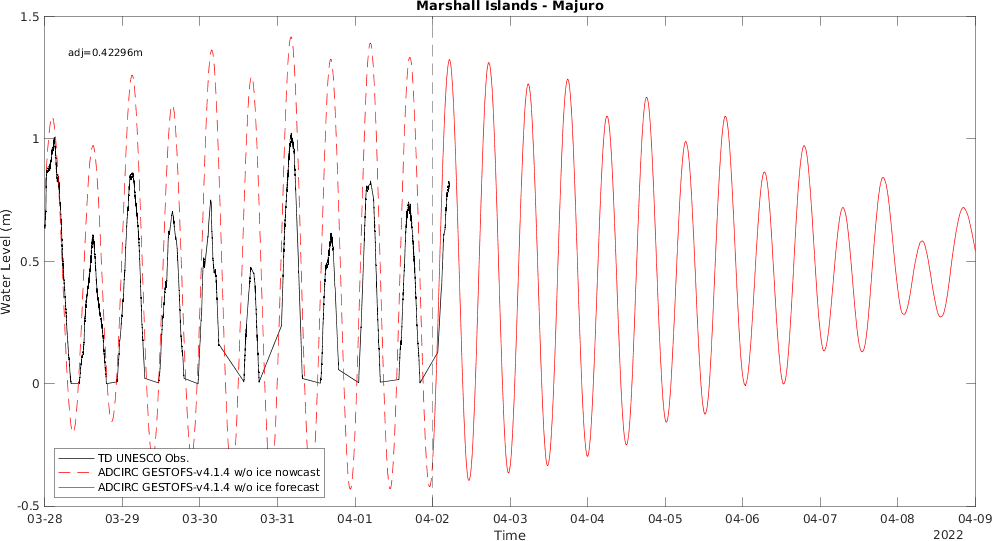 Marshall Islands - Majuro
adj=0.42296m
Water Level (m)
1.5
1
0.5
0
-0.5
TD UNESCO Obs.
ADCIRC GESTOFS-v4.1.4 w/o ice nowcast
ADCIRC GESTOFS-v4.1.4 w/o ice forecast
03-28 03-29 03-30 03-31 04-01 04-02 04-03 04-04 04-05 04-06 04-07 04-08 04-09
Time
2022